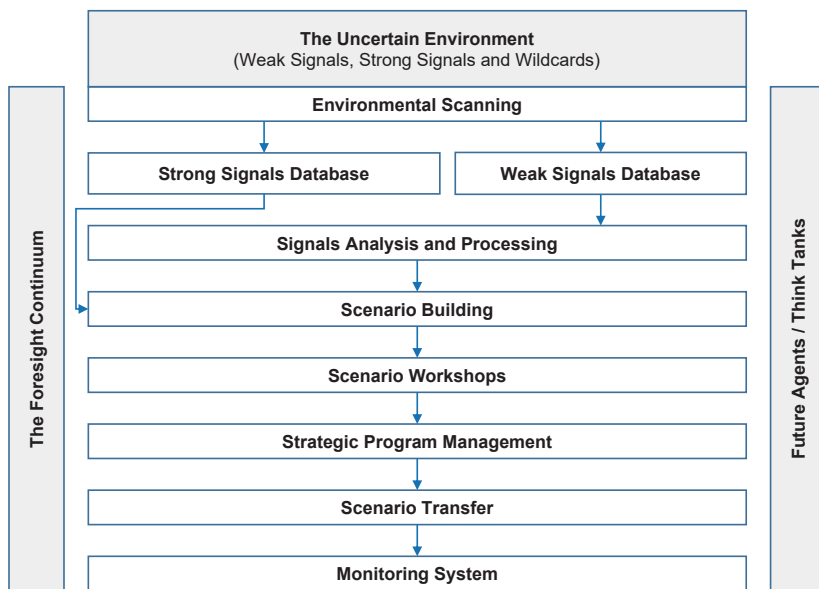 The Uncertain Environment
(Weak Signals, Strong Signals and Wildcards)
Environmental Scanning
Strong Signals Database
Weak Signals Database
Signals Analysis and Processing
Scenario Building
Scenario Workshops
Strategic Program Management
Scenario Transfer
Monitoring System
The Foresight Continuum
Future Agents / Think Tanks